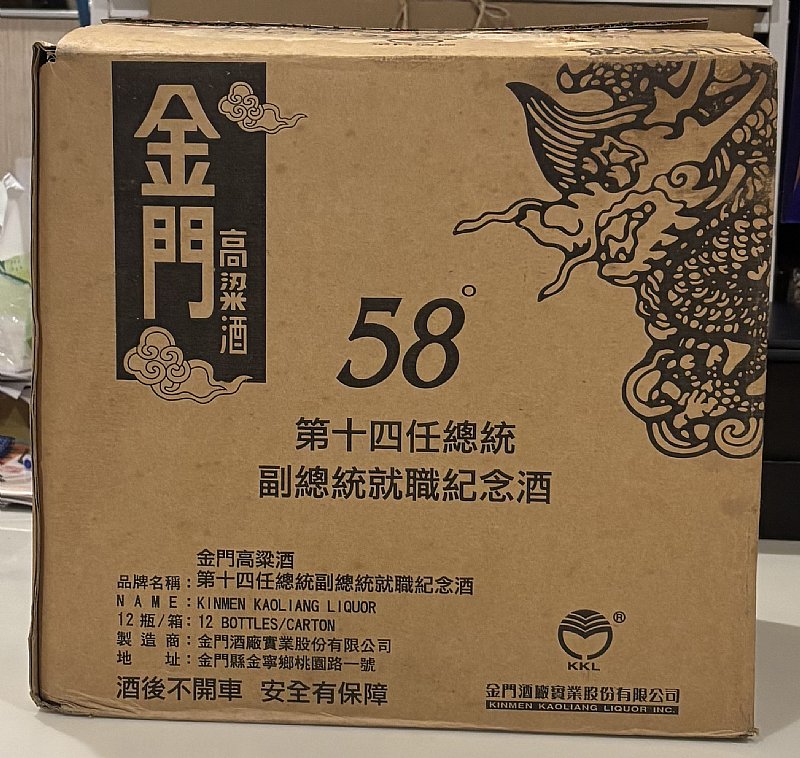 金門
高粱酒
58°
第十四任總統
副總統就職紀念酒
金門高粱酒
品牌名稱：第十四任總統副總統就職紀念酒
NAME：KINMEN KAOLIANG LIQUOR
12瓶/箱：12 BOTTLES/CARTON
製造商：金門酒廠實業股份有限公司
地址：金門縣金寧鄉桃園路一號
酒後不開車 安全有保障
®
KKL
金門酒廠實業股份有限公司
KINMEN KAOLIANG LIQUOR INC.